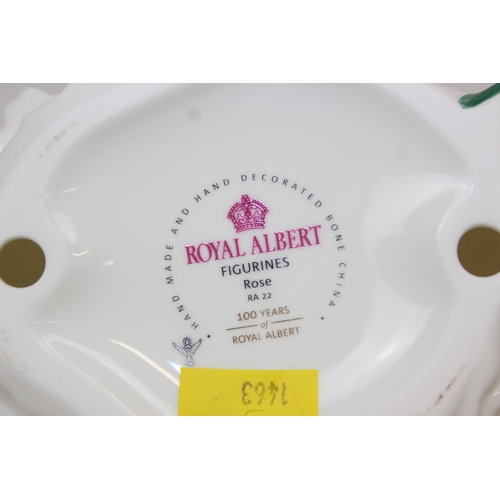 HAND MADE AND HAND DECORATED BONE CHINA
ROYAL ALBERT
FIGURINES
Rose
RA 22
100 YEARS
of
ROYAL ALBERT
1463